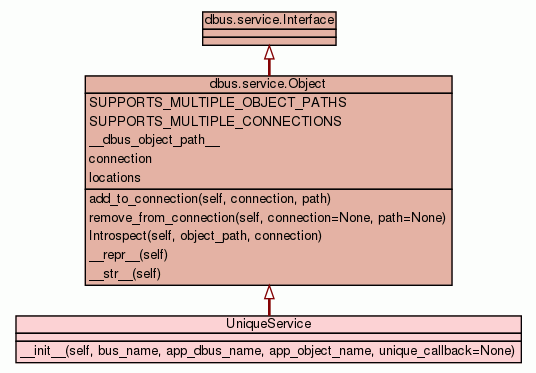 dbus.service.Interface
dbus.service.Object
SUPPORTS_MULTIPLE_OBJECT_PATHS
SUPPORTS_MULTIPLE_CONNECTIONS
__dbus_object_path__
connection
locations
add_to_connection(self, connection, path)
remove_from_connection(self, connection=None, path=None)
Introspect(self, object_path, connection)
__repr__(self)
__str__(self)
UniqueService
__init__(self, bus_name, app_dbus_name, app_object_name, unique_callback=None)